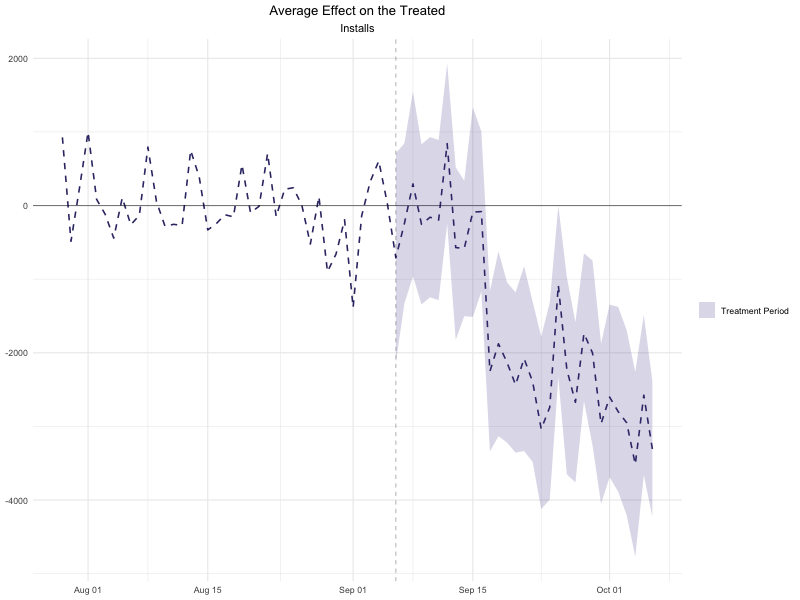 Average Effect on the Treated
Installs
2000
0
-2000
-4000
Aug 01
Aug 15
Sep 01
Sep 15
Oct 01
Treatment Period